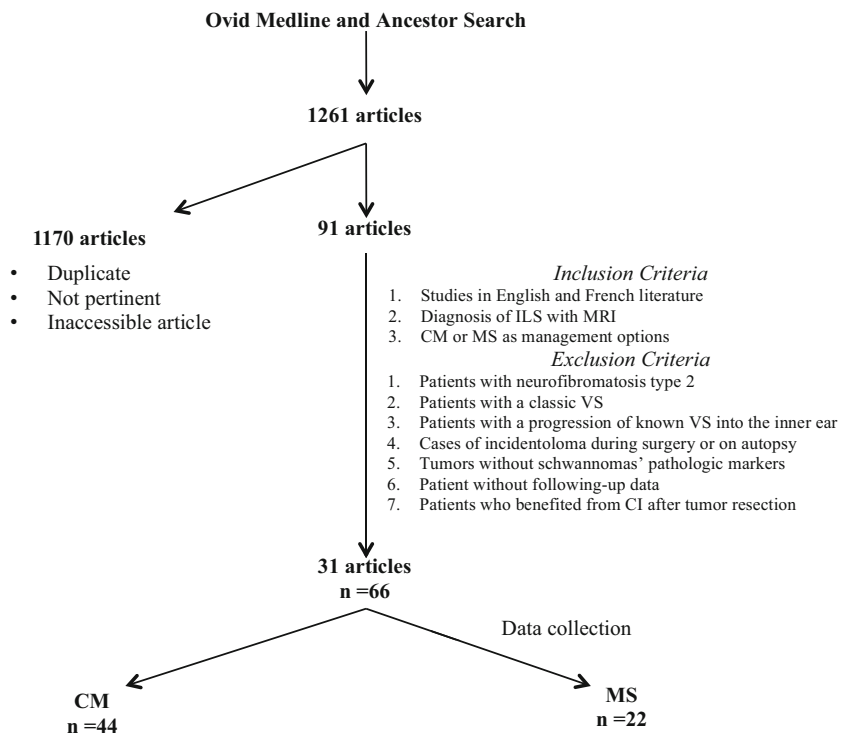 Ovid Medline and Ancestor Search
1261 articles
1170 articles
• Duplicate
• Not pertinent
• Inaccessible article
91 articles
Inclusion Criteria
1. Studies in English and French literature
2. Diagnosis of ILS with MRI
3. CM or MS as management options
Exclusion Criteria
1. Patients with neurofibromatosis type 2
2. Patients with a classic VS
3. Patients with a progression of known VS into the inner ear
4. Cases of incidentoloma during surgery or on autopsy
5. Tumors without schwannomas’ pathologic markers
6. Patient without following-up data
7. Patients who benefited from CI after tumor resection
31 articles
n =66
Data collection
CM
n =44
MS
n =22